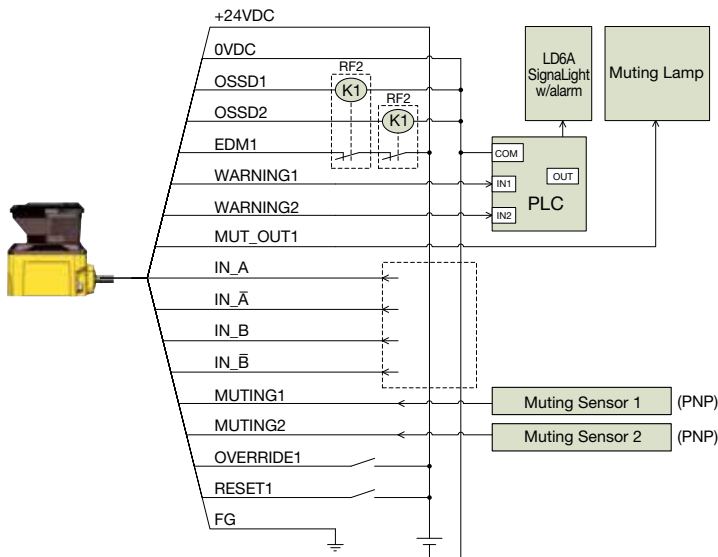 +24VDC
0VDC
OSSD1
OSSD2
EDM1
WARNING1
WARNING2
MUT_OUT1
IN_A
IN_A̅
IN_B
IN_B̅
MUTING1
MUTING2
OVERRIDE1
RESET1
FG
RF2
K1
RF2
K1
LD6A
SignaLight
w/alarm
Muting Lamp
COM
IN1
IN2
OUT
PLC
Muting Sensor 1 (PNP)
Muting Sensor 2 (PNP)